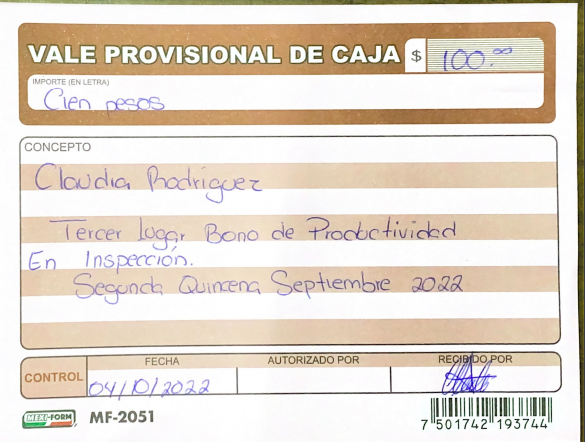 VALE PROVISIONAL DE CAJA $ 100.00
IMPORTE (EN LETRA)
Cien pesos
CONCEPTO
Claudia Rodriguez
Tercer lugar Bono de Productividad
En Inspección.
Segunda Quincena Septiembre 2022
CONTROL FECHA AUTORIZADO POR RECIBIDO POR
04/10/2022
MEXI-FORM MF-2051
7 501742 193744